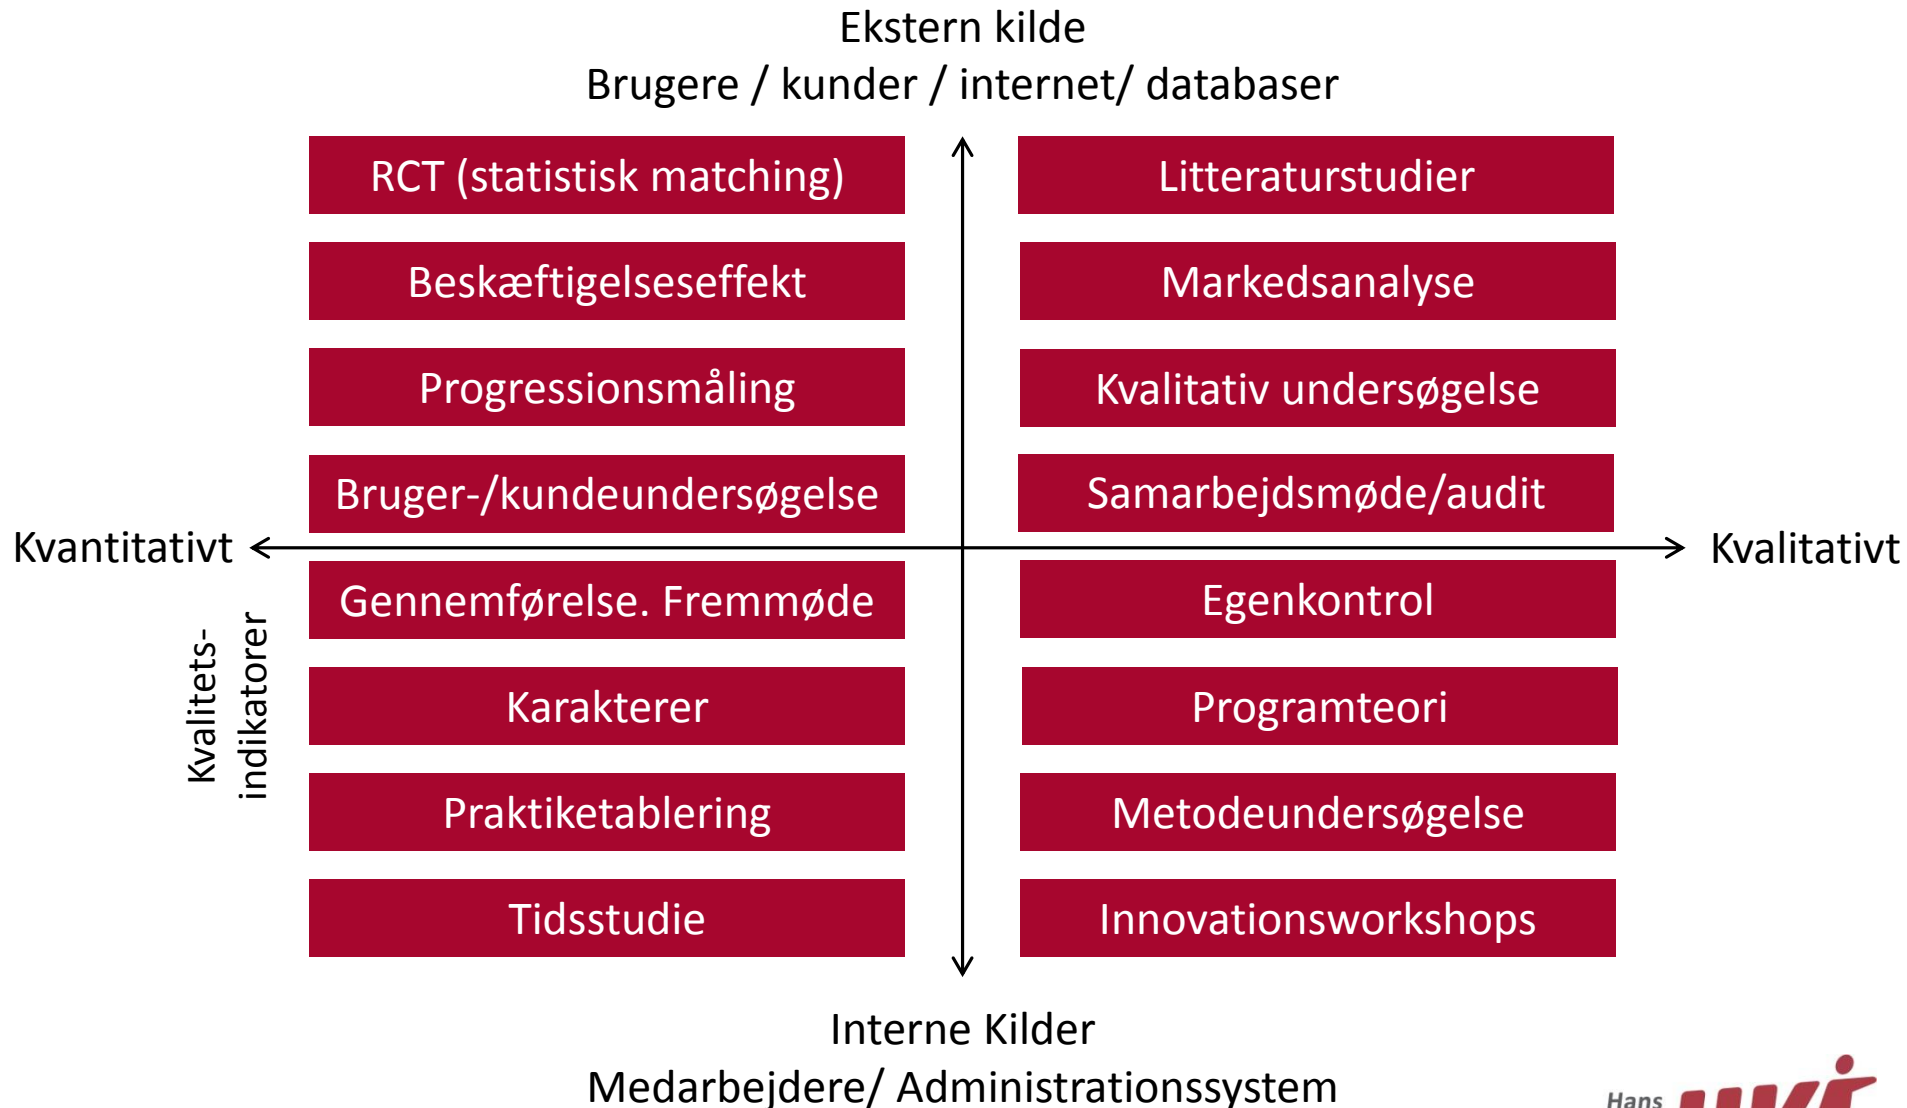 Ekstern kilde
Brugere / kunder / internet/ databaser
RCT (statistisk matching)
Litteraturstudier
Beskæftigelseseffekt
Markedsanalyse
Progressionsmåling
Kvalitativ undersøgelse
Bruger-/kundeundersøgelse
Samarbejdsmøde/audit
Kvantitativt
Kvalitativt
Gennemførelse. Fremmøde
Egenkontrol
Kvalitets-
indikatorer
Karakterer
Programteori
Praktiketablering
Metodeundersøgelse
Tidsstudie
Innovationsworkshops
Interne Kilder
Medarbejdere/ Administrationssystem
Hans